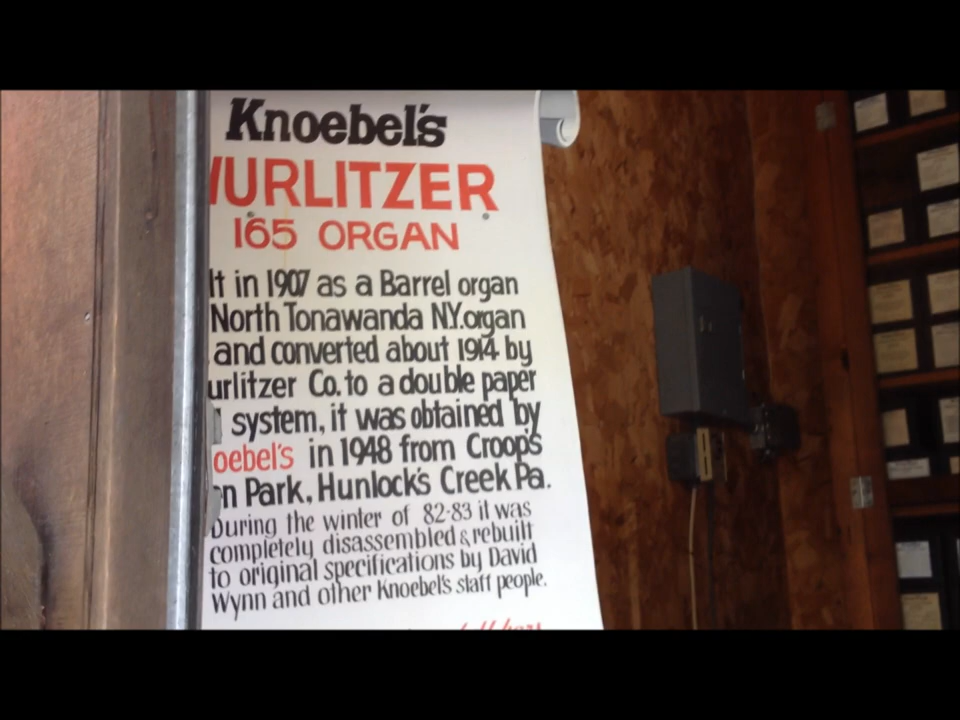 Knoebel's
WURLITZER
165 ORGAN
lt in 1907 as a Barrel organ
North Tonawanda N.Y. organ
and converted about 1914 by
urlitzer Co. to a double paper
system, it was obtained by
oebel's in 1948 from Croop's
n Park, Hunlock's Creek Pa.
During the winter of 82-83 it was
completely disassembled & rebuilt
to original specifications by David
Wynn and other Knoebel's staff people.